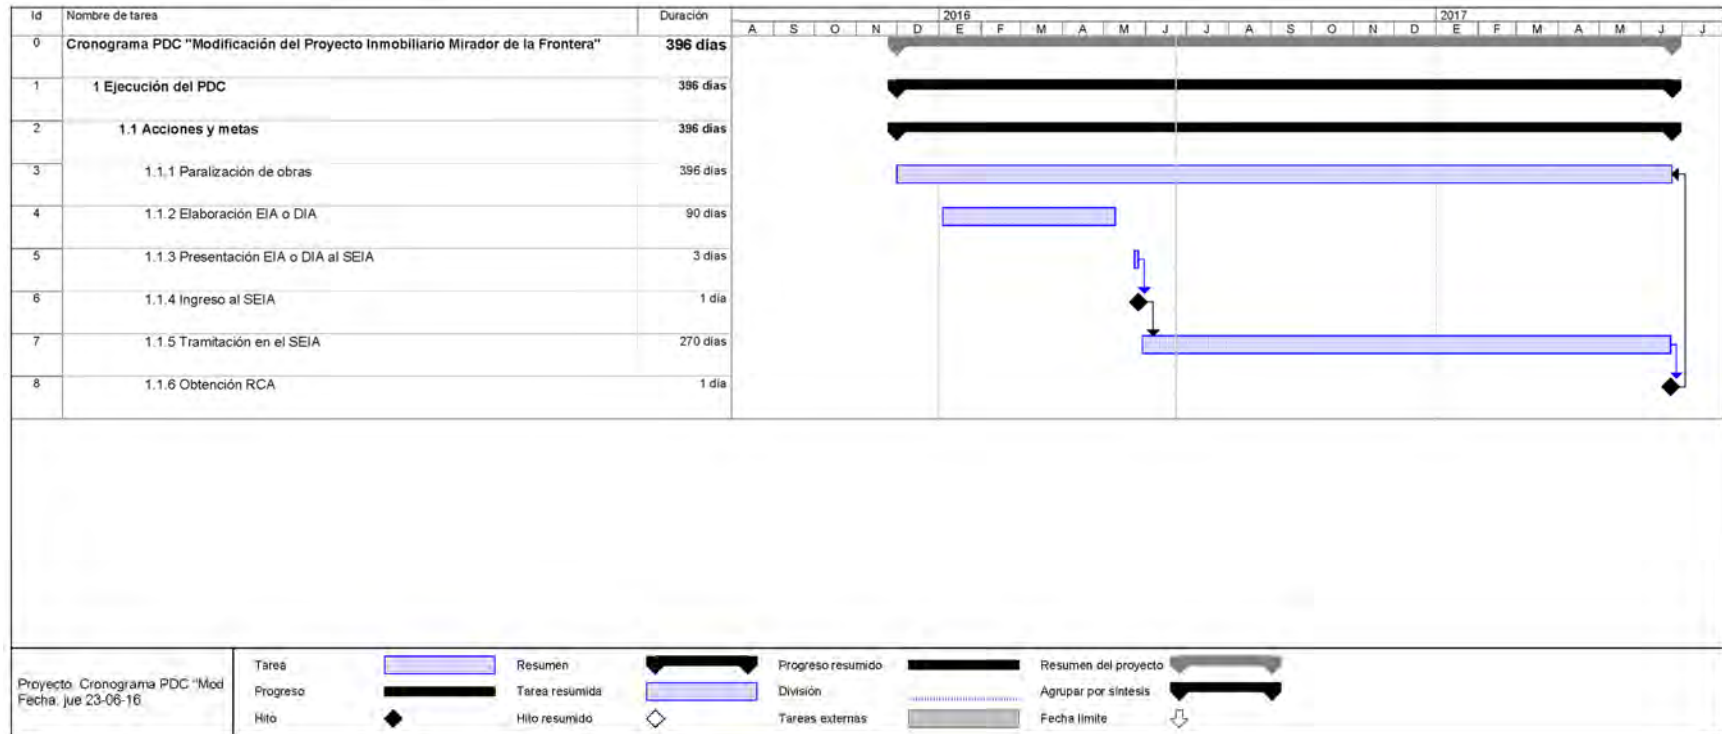 Id Nombre de tarea Duración 2016 2017
A S O N D E F M A M J J A S O N D E F M A M J J
0 Cronograma PDC "Modificación del Proyecto Inmobiliario Mirador de la Frontera" 396 días
1 1 Ejecución del PDC 396 días
2 1.1 Acciones y metas 396 días
3 1.1.1 Paralización de obras 396 días
4 1.1.2 Elaboración EIA o DIA 90 días
5 1.1.3 Presentación EIA o DIA al SEIA 3 días
6 1.1.4 Ingreso al SEIA 1 día
7 1.1.5 Tramitación en el SEIA 270 días
8 1.1.6 Obtención RCA 1 día
Proyecto: Cronograma PDC "Mod
Fecha: jue 23-06-16
Tarea Resumen Progreso resumido Resumen del proyecto
Progreso Tarea resumida División Agrupar por síntesis
Hito Hito resumido Tareas externas Fecha límite